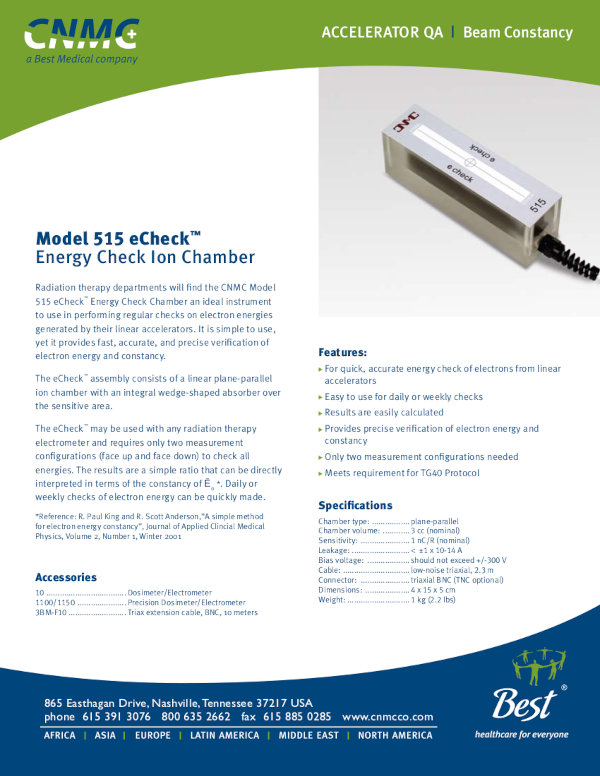 CNMC
a Best Medical company
ACCELERATOR QA | Beam Constancy
CNMC
e check
e check
515
Model 515 eCheck™
Energy Check Ion Chamber
Radiation therapy departments will find the CNMC Model
515 eCheck™ Energy Check Chamber an ideal instrument
to use in performing regular checks on electron energies
generated by their linear accelerators. It is simple to use,
yet it provides fast, accurate, and precise verification of
electron energy and constancy.
The eCheck™ assembly consists of a linear plane-parallel
ion chamber with an integral wedge-shaped absorber over
the sensitive area.
The eCheck™ may be used with any radiation therapy
electrometer and requires only two measurement
configurations (face up and face down) to check all
energies. The results are a simple ratio that can be directly
interpreted in terms of the constancy of Ēₒ *. Daily or
weekly checks of electron energy can be quickly made.
*Reference: R. Paul King and R. Scott Anderson,"A simple method
for electron energy constancy", Journal of Applied Clincial Medical
Physics, Volume 2, Number 1, Winter 2001
Accessories
10 .................................. Dosimeter/Electrometer
1100/1150 ..................... Precision Dosimeter/Electrometer
3BM-F10 ........................ Triax extension cable, BNC, 10 meters
Features:
▸ For quick, accurate energy check of electrons from linear
accelerators
▸ Easy to use for daily or weekly checks
▸ Results are easily calculated
▸ Provides precise verification of electron energy and
constancy
▸ Only two measurement configurations needed
▸ Meets requirement for TG40 Protocol
Specifications
Chamber type: ................. plane-parallel
Chamber volume: ............ 3 cc (nominal)
Sensitivity: ...................... 1 nC/R (nominal)
Leakage: .......................... < ±1 x 10-14 A
Bias voltage: .................... should not exceed +/-300 V
Cable: .............................. low-noise triaxial, 2.3 m
Connector: ...................... triaxial BNC (TNC optional)
Dimensions: .................... 4 x 15 x 5 cm
Weight: ............................ 1 kg (2.2 lbs)
865 Easthagan Drive, Nashville, Tennessee 37217 USA
phone 615 391 3076 800 635 2662 fax 615 885 0285 www.cnmcco.com
AFRICA | ASIA | EUROPE | LATIN AMERICA | MIDDLE EAST | NORTH AMERICA
Best®
healthcare for everyone